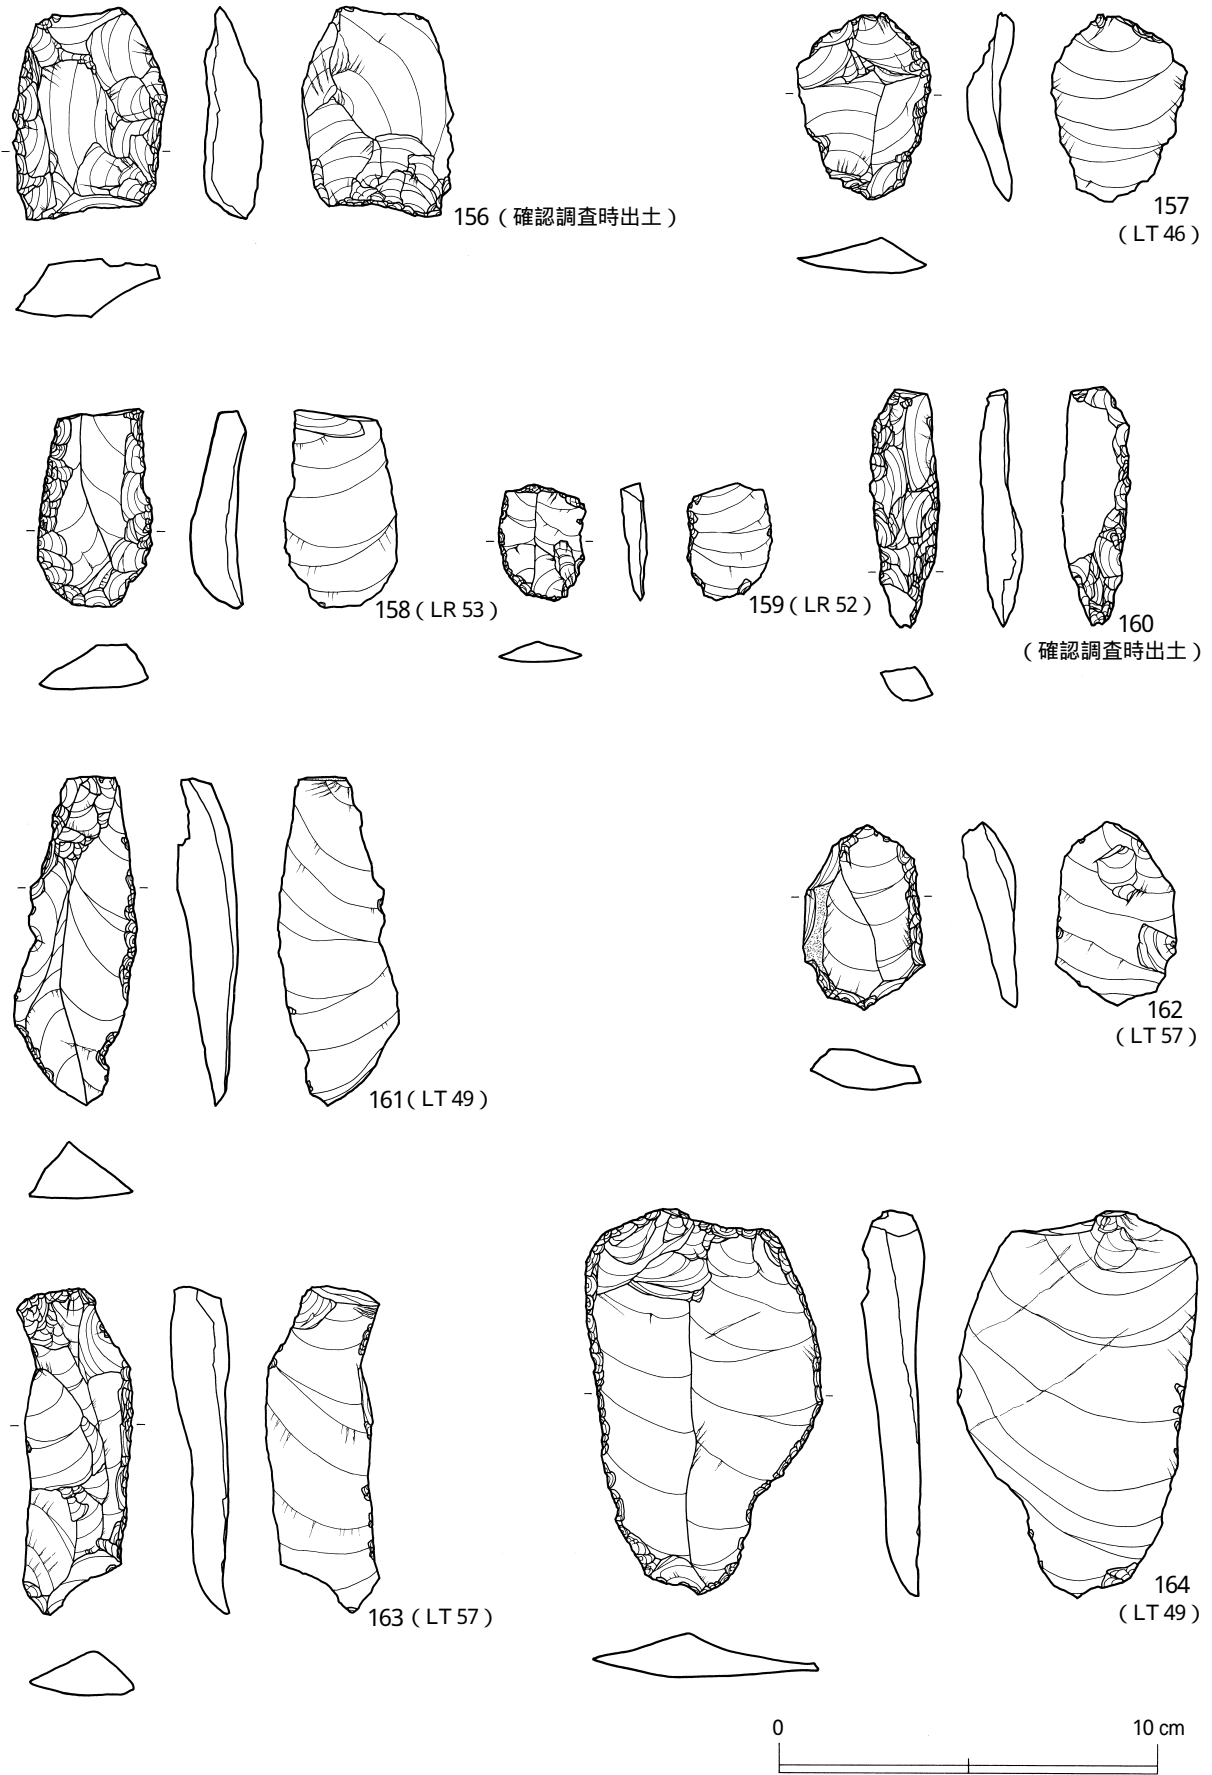 156（確認調査時出土）
157
（LT 46）
158（LR 53）
159（LR 52）
160
（確認調査時出土）
161（LT 49）
162
（LT 57）
163（LT 57）
164
（LT 49）
0 10 cm